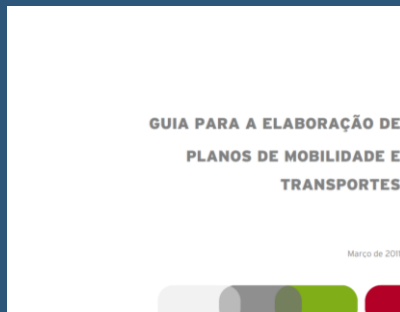 GUIA PARA A ELABORAÇÃO DE
PLANOS DE MOBILIDADE E
TRANSPORTES
Março de 2011